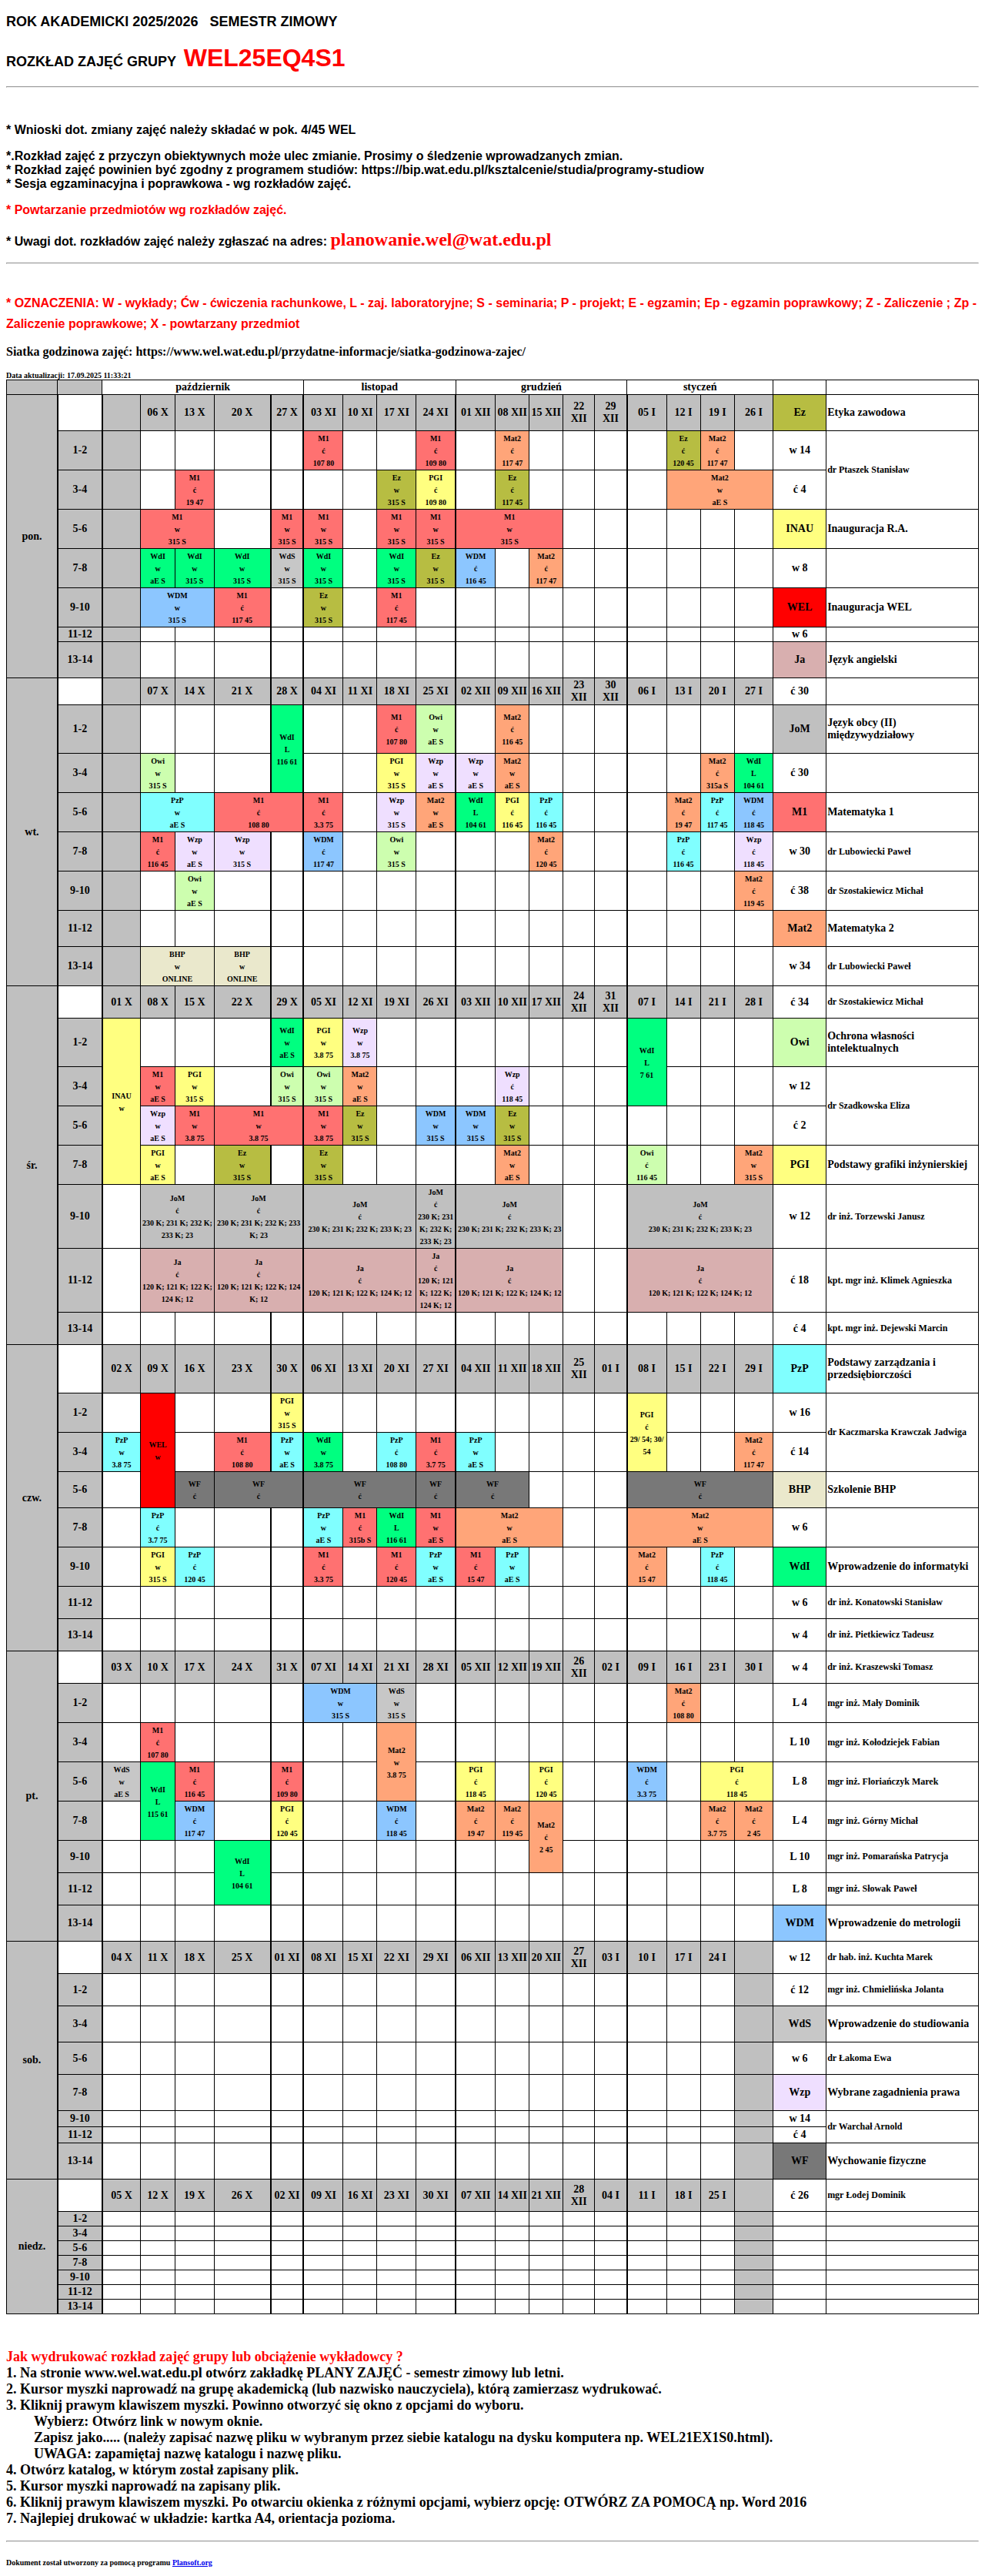 ROK AKADEMICKI 2025/2026 SEMESTR ZIMOWY
ROZKŁAD ZAJĘĆ GRUPY WEL25EQ4S1
* Wnioski dot. zmiany zajęć należy składać w pok. 4/45 WEL
*.Rozkład zajęć z przyczyn obiektywnych może ulec zmianie. Prosimy o śledzenie wprowadzanych zmian.
* Rozkład zajęć powinien być zgodny z programem studiów: https://bip.wat.edu.pl/ksztalcenie/studia/programy-studiow
* Sesja egzaminacyjna i poprawkowa - wg rozkładów zajęć.
* Powtarzanie przedmiotów wg rozkładów zajęć.
* Uwagi dot. rozkładów zajęć należy zgłaszać na adres: planowanie.wel@wat.edu.pl
* OZNACZENIA: W - wykłady; Ćw - ćwiczenia rachunkowe, L - zaj. laboratoryjne; S - seminaria; P - projekt; E - egzamin; Ep - egzamin poprawkowy; Z - Zaliczenie ; Zp -
Zaliczenie poprawkowe; X - powtarzany przedmiot
Siatka godzinowa zajęć: https://www.wel.wat.edu.pl/przydatne-informacje/siatka-godzinowa-zajec/
Data aktualizacji: 17.09.2025 11:33:21
październik listopad grudzień styczeń
pon. 06 X 13 X 20 X 27 X 03 XI 10 XI 17 XI 24 XI 01 XII 08 XII 15 XII 22 XII 29 XII 05 I 12 I 19 I 26 I Ez Etyka zawodowa
1-2 M1 ć 107 80 M1 ć 109 80 Mat2 ć 117 47 Ez ć 120 45 Mat2 ć 117 47 w 14 dr Ptaszek Stanisław
3-4 M1 ć 19 47 Ez w 315 S PGI ć 109 80 Ez ć 117 45 Mat2 w aE S ć 4
5-6 M1 w 315 S M1 w 315 S M1 w 315 S M1 w 315 S M1 w 315 S M1 w 315 S INAU Inauguracja R.A.
7-8 WdI w aE S WdI w 315 S WdI w 315 S WdS w 315 S WdI w 315 S WdI w 315 S Ez w 315 S WDM ć 116 45 Mat2 ć 117 47 w 8
9-10 WDM w 315 S M1 ć 117 45 Ez w 315 S M1 ć 117 45 WEL Inauguracja WEL
11-12 w 6
13-14 Ja Język angielski
wt. 07 X 14 X 21 X 28 X 04 XI 11 XI 18 XI 25 XI 02 XII 09 XII 16 XII 23 XII 30 XII 06 I 13 I 20 I 27 I ć 30
1-2 WdI L 116 61 M1 ć 107 80 Owi w aE S Mat2 ć 116 45 JoM Język obcy (II) międzywydziałowy
3-4 Owi w 315 S PGI w 315 S Wzp w aE S Wzp w aE S Mat2 w aE S Mat2 ć 315a S WdI L 104 61 ć 30
5-6 PzP w aE S M1 ć 108 80 M1 ć 3.3 75 Wzp w 315 S Mat2 w aE S WdI L 104 61 PGI ć 116 45 PzP ć 116 45 Mat2 ć 19 47 PzP ć 117 45 WDM ć 118 45 M1 Matematyka 1
7-8 M1 ć 116 45 Wzp w aE S Wzp w 315 S WDM ć 117 47 Owi w 315 S Mat2 ć 120 45 PzP ć 116 45 Wzp ć 118 45 w 30 dr Lubowiecki Paweł
9-10 Owi w aE S Mat2 ć 119 45 ć 38 dr Szostakiewicz Michał
11-12 Mat2 Matematyka 2
13-14 BHP w ONLINE BHP w ONLINE w 34 dr Lubowiecki Paweł
śr. 01 X 08 X 15 X 22 X 29 X 05 XI 12 XI 19 XI 26 XI 03 XII 10 XII 17 XII 24 XII 31 XII 07 I 14 I 21 I 28 I ć 34 dr Szostakiewicz Michał
1-2 INAU w WdI w aE S PGI w 3.8 75 Wzp w 3.8 75 WdI L 7 61 Owi Ochrona własności intelektualnych
3-4 M1 w aE S PGI w 315 S Owi w 315 S Owi w 315 S Mat2 w aE S Wzp ć 118 45 w 12 dr Szadkowska Eliza
5-6 Wzp w aE S M1 w 3.8 75 M1 w 3.8 75 M1 w 3.8 75 Ez w 315 S WDM w 315 S WDM w 315 S Ez w 315 S ć 2
7-8 PGI w aE S Ez w 315 S Ez w 315 S Mat2 w aE S Owi ć 116 45 Mat2 w 315 S PGI Podstawy grafiki inżynierskiej
9-10 JoM ć 230 K; 231 K; 232 K; 233 K; 23 JoM ć 230 K; 231 K; 232 K; 233 K; 23 JoM ć 230 K; 231 K; 232 K; 233 K; 23 JoM ć 230 K; 231 K; 232 K; 233 K; 23 JoM ć 230 K; 231 K; 232 K; 233 K; 23 JoM ć 230 K; 231 K; 232 K; 233 K; 23 w 12 dr inż. Torzewski Janusz
11-12 Ja ć 120 K; 121 K; 122 K; 124 K; 12 Ja ć 120 K; 121 K; 122 K; 124 K; 12 Ja ć 120 K; 121 K; 122 K; 124 K; 12 Ja ć 120 K; 121 K; 122 K; 124 K; 12 Ja ć 120 K; 121 K; 122 K; 124 K; 12 Ja ć 120 K; 121 K; 122 K; 124 K; 12 ć 18 kpt. mgr inż. Klimek Agnieszka
13-14 ć 4 kpt. mgr inż. Dejewski Marcin
czw. 02 X 09 X 16 X 23 X 30 X 06 XI 13 XI 20 XI 27 XI 04 XII 11 XII 18 XII 25 XII 01 I 08 I 15 I 22 I 29 I PzP Podstawy zarządzania i przedsiębiorczości
1-2 WEL w PGI w 315 S PGI ć 29/ 54; 30/ 54 w 16 dr Kaczmarska Krawczak Jadwiga
3-4 PzP w 3.8 75 M1 ć 108 80 PzP w aE S WdI w 3.8 75 PzP ć 108 80 M1 ć 3.7 75 PzP w aE S Mat2 ć 117 47 ć 14
5-6 WF ć WF ć WF ć WF ć WF ć WF ć BHP Szkolenie BHP
7-8 PzP ć 3.7 75 PzP w aE S M1 ć 315b S WdI L 116 61 M1 w aE S Mat2 w aE S Mat2 w aE S w 6
9-10 PGI w 315 S PzP ć 120 45 M1 ć 3.3 75 M1 ć 120 45 PzP w aE S M1 ć 15 47 PzP w aE S Mat2 ć 15 47 PzP ć 118 45 WdI Wprowadzenie do informatyki
11-12 w 6 dr inż. Konatowski Stanisław
13-14 w 4 dr inż. Pietkiewicz Tadeusz
pt. 03 X 10 X 17 X 24 X 31 X 07 XI 14 XI 21 XI 28 XI 05 XII 12 XII 19 XII 26 XII 02 I 09 I 16 I 23 I 30 I w 4 dr inż. Kraszewski Tomasz
1-2 WDM w 315 S WdS w 315 S Mat2 ć 108 80 L 4 mgr inż. Mały Dominik
3-4 M1 ć 107 80 Mat2 w 3.8 75 L 10 mgr inż. Kołodziejek Fabian
5-6 WdS w aE S WdI L 115 61 M1 ć 116 45 M1 ć 109 80 PGI ć 118 45 PGI ć 120 45 WDM ć 3.3 75 PGI ć 118 45 L 8 mgr inż. Floriańczyk Marek
7-8 WDM ć 117 47 PGI ć 120 45 WDM ć 118 45 Mat2 ć 19 47 Mat2 ć 119 45 Mat2 ć 2 45 Mat2 ć 3.7 75 Mat2 ć 2 45 L 4 mgr inż. Górny Michał
9-10 WdI L 104 61 L 10 mgr inż. Pomarańska Patrycja
11-12 L 8 mgr inż. Słowak Paweł
13-14 WDM Wprowadzenie do metrologii
sob. 04 X 11 X 18 X 25 X 01 XI 08 XI 15 XI 22 XI 29 XI 06 XII 13 XII 20 XII 27 XII 03 I 10 I 17 I 24 I w 12 dr hab. inż. Kuchta Marek
1-2 ć 12 mgr inż. Chmielińska Jolanta
3-4 WdS Wprowadzenie do studiowania
5-6 w 6 dr Łakoma Ewa
7-8 Wzp Wybrane zagadnienia prawa
9-10 w 14 dr Warchał Arnold
11-12 ć 4
13-14 WF Wychowanie fizyczne
niedz. 05 X 12 X 19 X 26 X 02 XI 09 XI 16 XI 23 XI 30 XI 07 XII 14 XII 21 XII 28 XII 04 I 11 I 18 I 25 I ć 26 mgr Łodej Dominik
1-2
3-4
5-6
7-8
9-10
11-12
13-14
Jak wydrukować rozkład zajęć grupy lub obciążenie wykładowcy ?
1. Na stronie www.wel.wat.edu.pl otwórz zakładkę PLANY ZAJĘĆ - semestr zimowy lub letni.
2. Kursor myszki naprowadź na grupę akademicką (lub nazwisko nauczyciela), którą zamierzasz wydrukować.
3. Kliknij prawym klawiszem myszki. Powinno otworzyć się okno z opcjami do wyboru.
Wybierz: Otwórz link w nowym oknie.
Zapisz jako..... (należy zapisać nazwę pliku w wybranym przez siebie katalogu na dysku komputera np. WEL21EX1S0.html).
UWAGA: zapamiętaj nazwę katalogu i nazwę pliku.
4. Otwórz katalog, w którym został zapisany plik.
5. Kursor myszki naprowadź na zapisany plik.
6. Kliknij prawym klawiszem myszki. Po otwarciu okienka z różnymi opcjami, wybierz opcję: OTWÓRZ ZA POMOCĄ np. Word 2016
7. Najlepiej drukować w układzie: kartka A4, orientacja pozioma.
Dokument został utworzony za pomocą programu Plansoft.org